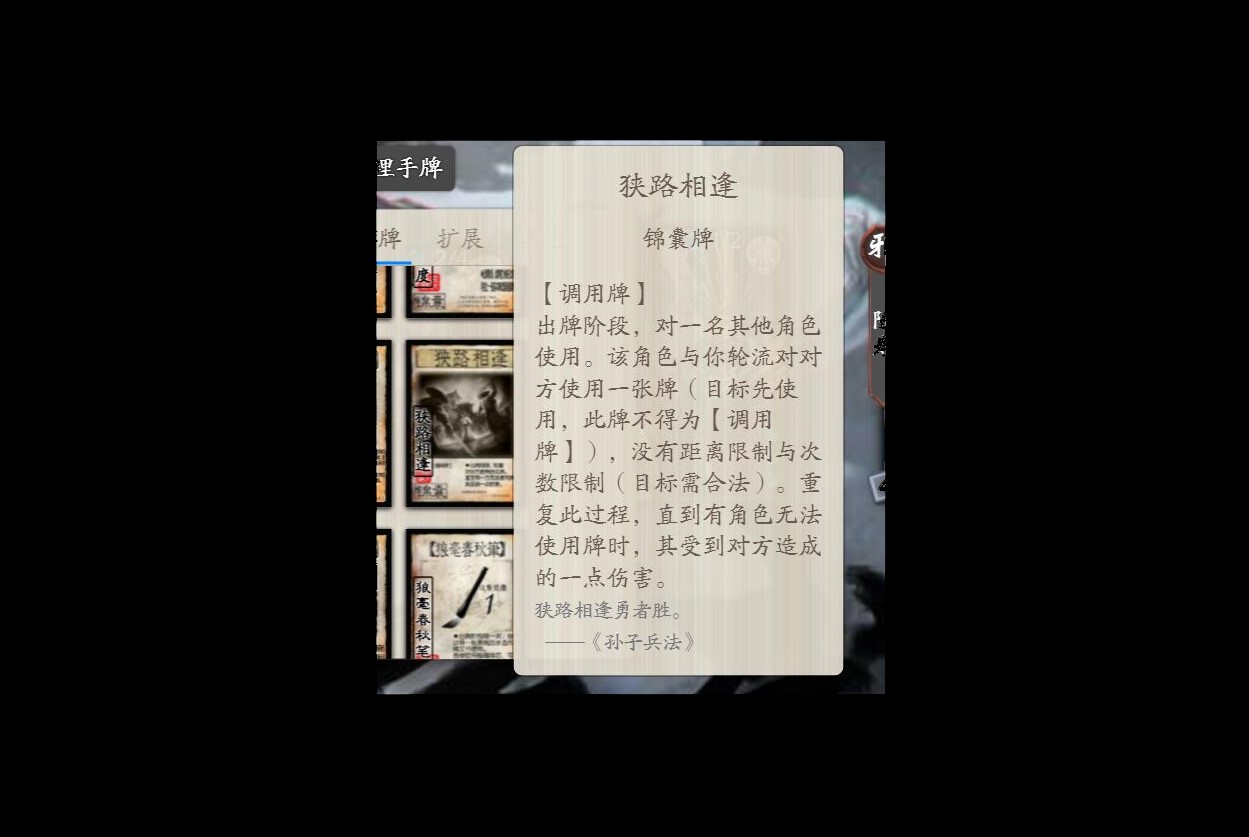 理手牌
牌
扩展
2/4
度
狭路相逢
狭路相逢
锦囊
【狼毫春秋筆】
1
狼毫春秋笔
狭路相逢
锦囊牌
【调用牌】
出牌阶段，对一名其他角色
使用。该角色与你轮流对对
方使用一张牌（目标先使
用，此牌不得为【调用
牌】），没有距离限制与次
数限制（目标需合法）。重
复此过程，直到有角色无法
使用牌时，其受到对方造成
的一点伤害。
狭路相逢勇者胜。
——《孙子兵法》